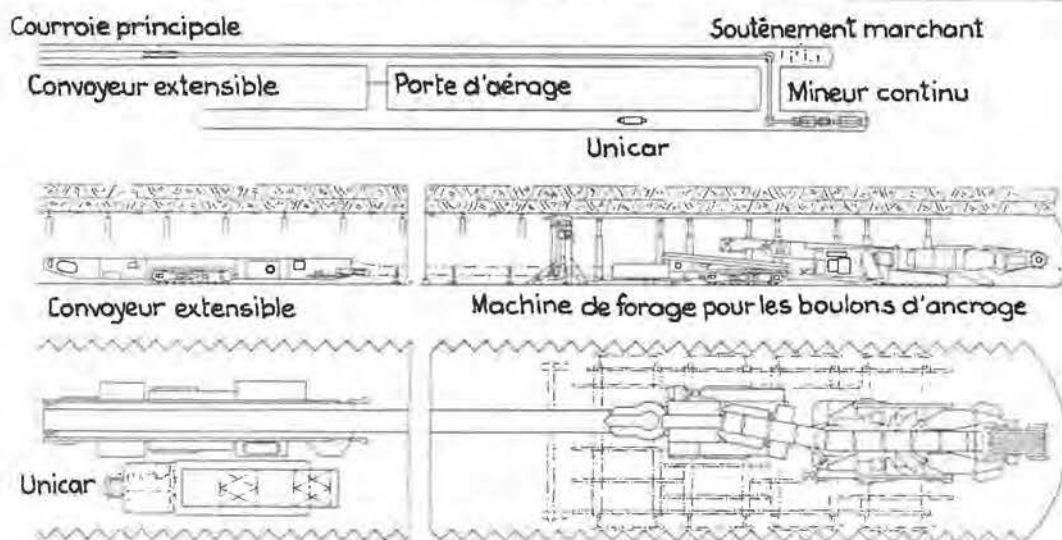 Courroie principale
Soutènement marchant
Convoyeur extensible
Porte d'aérage
Mineur continu
Unicar
Convoyeur extensible
Machine de forage pour les boulons d'ancrage
Unicar